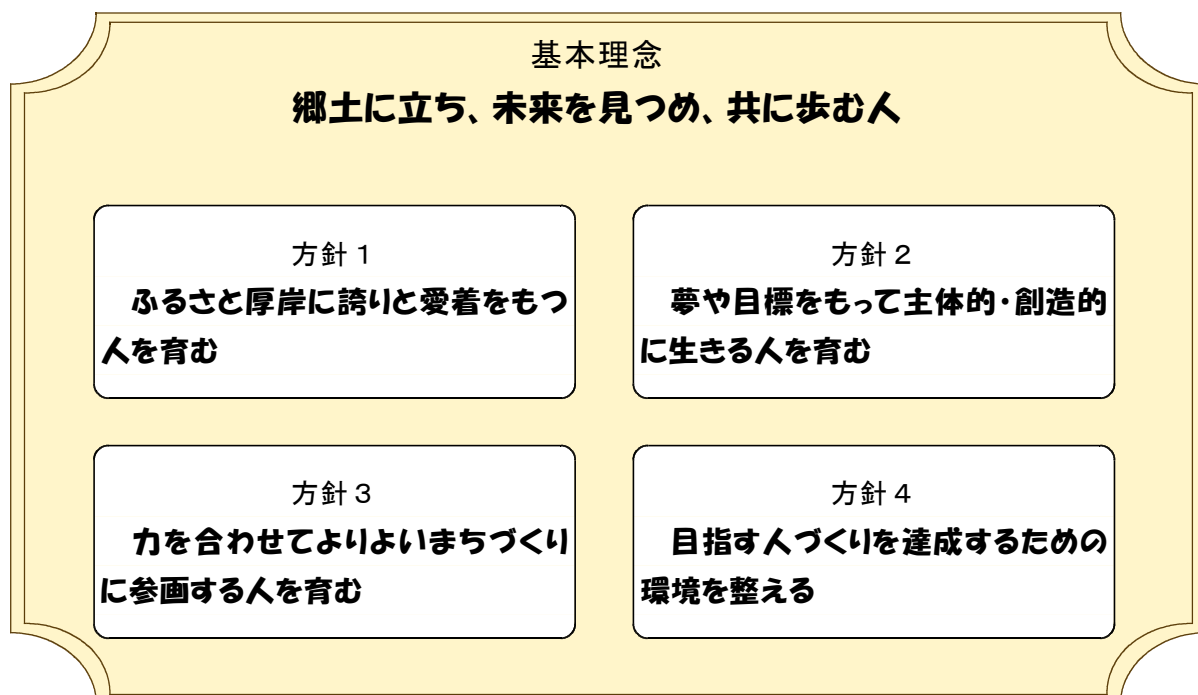 基本理念
郷土に立ち、未来を見つめ、共に歩む人
方針1
ふるさと厚岸に誇りと愛着をもつ
人を育む
方針2
夢や目標をもって主体的・創造的
に生きる人を育む
方針3
力を合わせてよりよいまちづくり
に参画する人を育む
方針4
目指す人づくりを達成するための
環境を整える